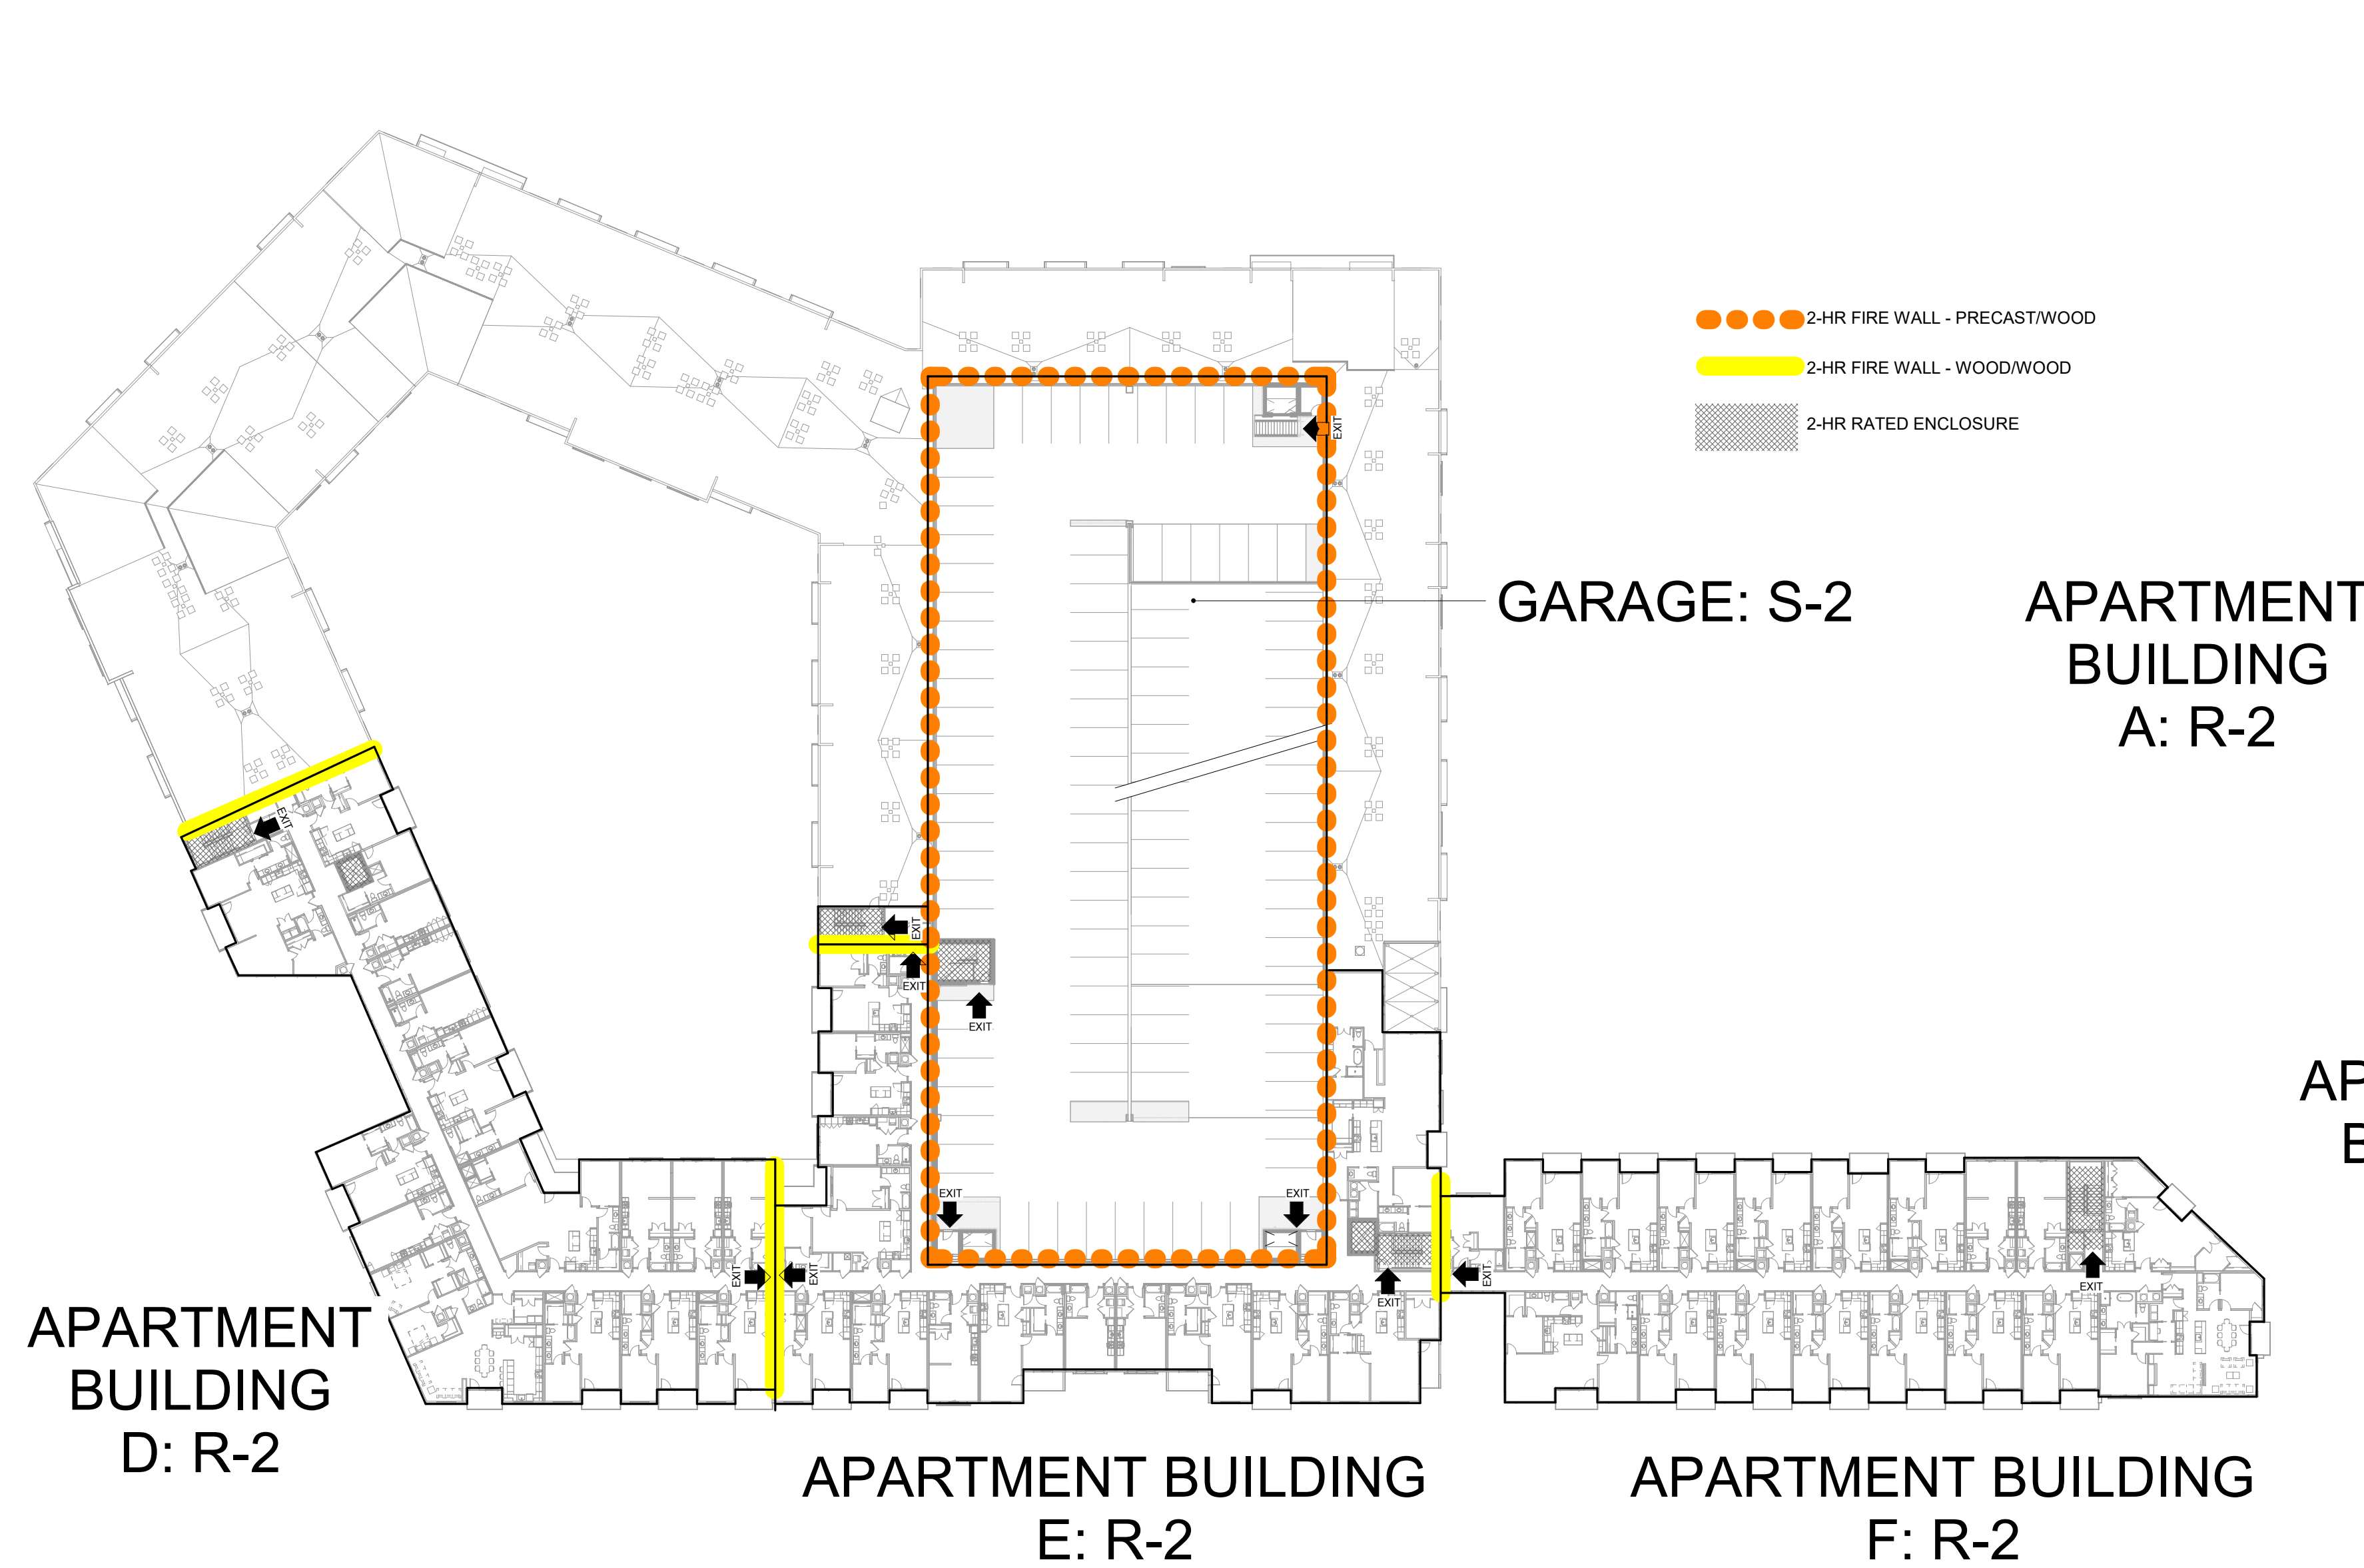 2-HR FIRE WALL - PRECAST/WOOD
2-HR FIRE WALL - WOOD/WOOD
2-HR RATED ENCLOSURE
EXIT
GARAGE: S-2
APARTMENT
BUILDING
A: R-2
EXIT
EXIT
EXIT
EXIT
AP
B
EXIT
EXIT
EXIT
EXIT
EXIT
EXIT
EXIT
APARTMENT
BUILDING
D: R-2
APARTMENT BUILDING
E: R-2
APARTMENT BUILDING
F: R-2